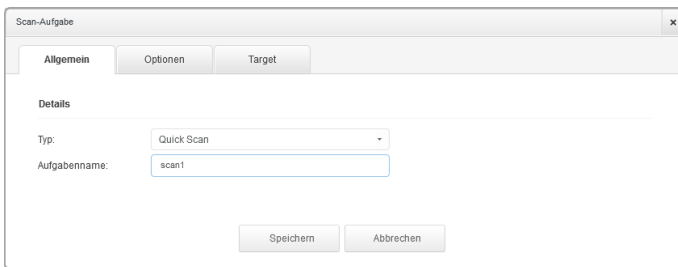 Scan-Aufgabe x
Allgemein Optionen Target
Details
Typ: Quick Scan
Aufgabenname: scan1
Speichern Abbrechen